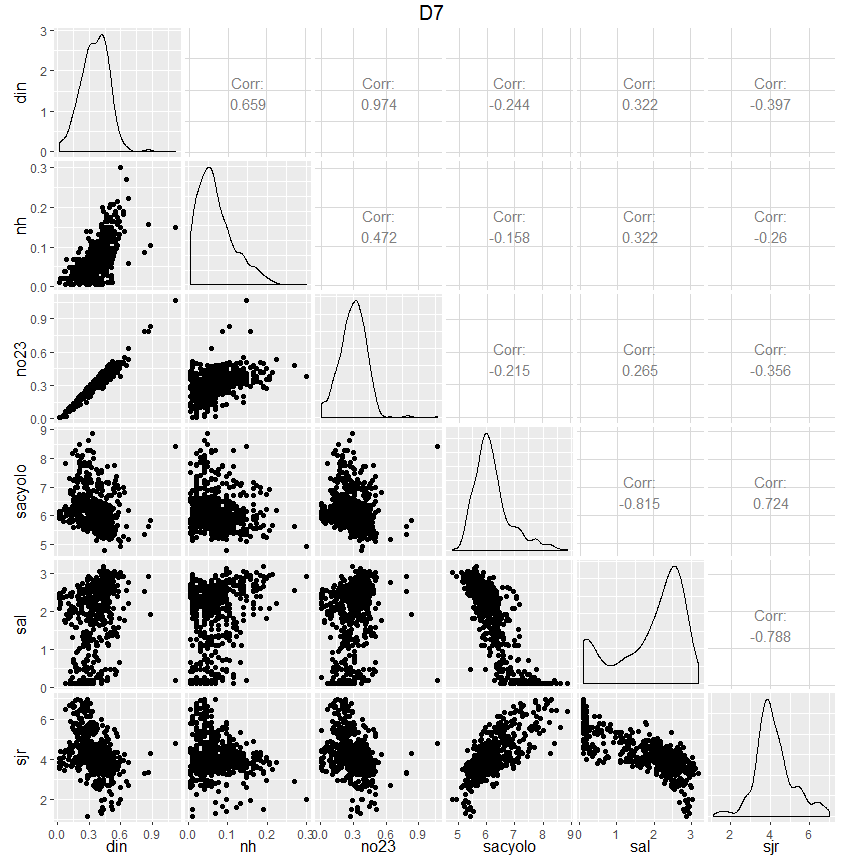 D7
3
2
1
0
din
Corr:
0.659
Corr:
0.974
Corr:
-0.244
Corr:
0.322
Corr:
-0.397
0.3
0.2
0.1
0.0
nh
Corr:
0.472
Corr:
-0.158
Corr:
0.322
Corr:
-0.26
0.9
0.6
0.3
0.0
no23
Corr:
-0.215
Corr:
0.265
Corr:
-0.356
9
8
7
6
5
sacyolo
Corr:
-0.815
Corr:
0.724
3
2
1
0
sal
Corr:
-0.788
6
4
2
sjr
0.0 0.3 0.6 0.9
0.0 0.1 0.2 0.3
0.0 0.3 0.6 0.9
5 6 7 8 9
0 1 2 3
2 4 6
din nh no23 sacyolo sal sjr